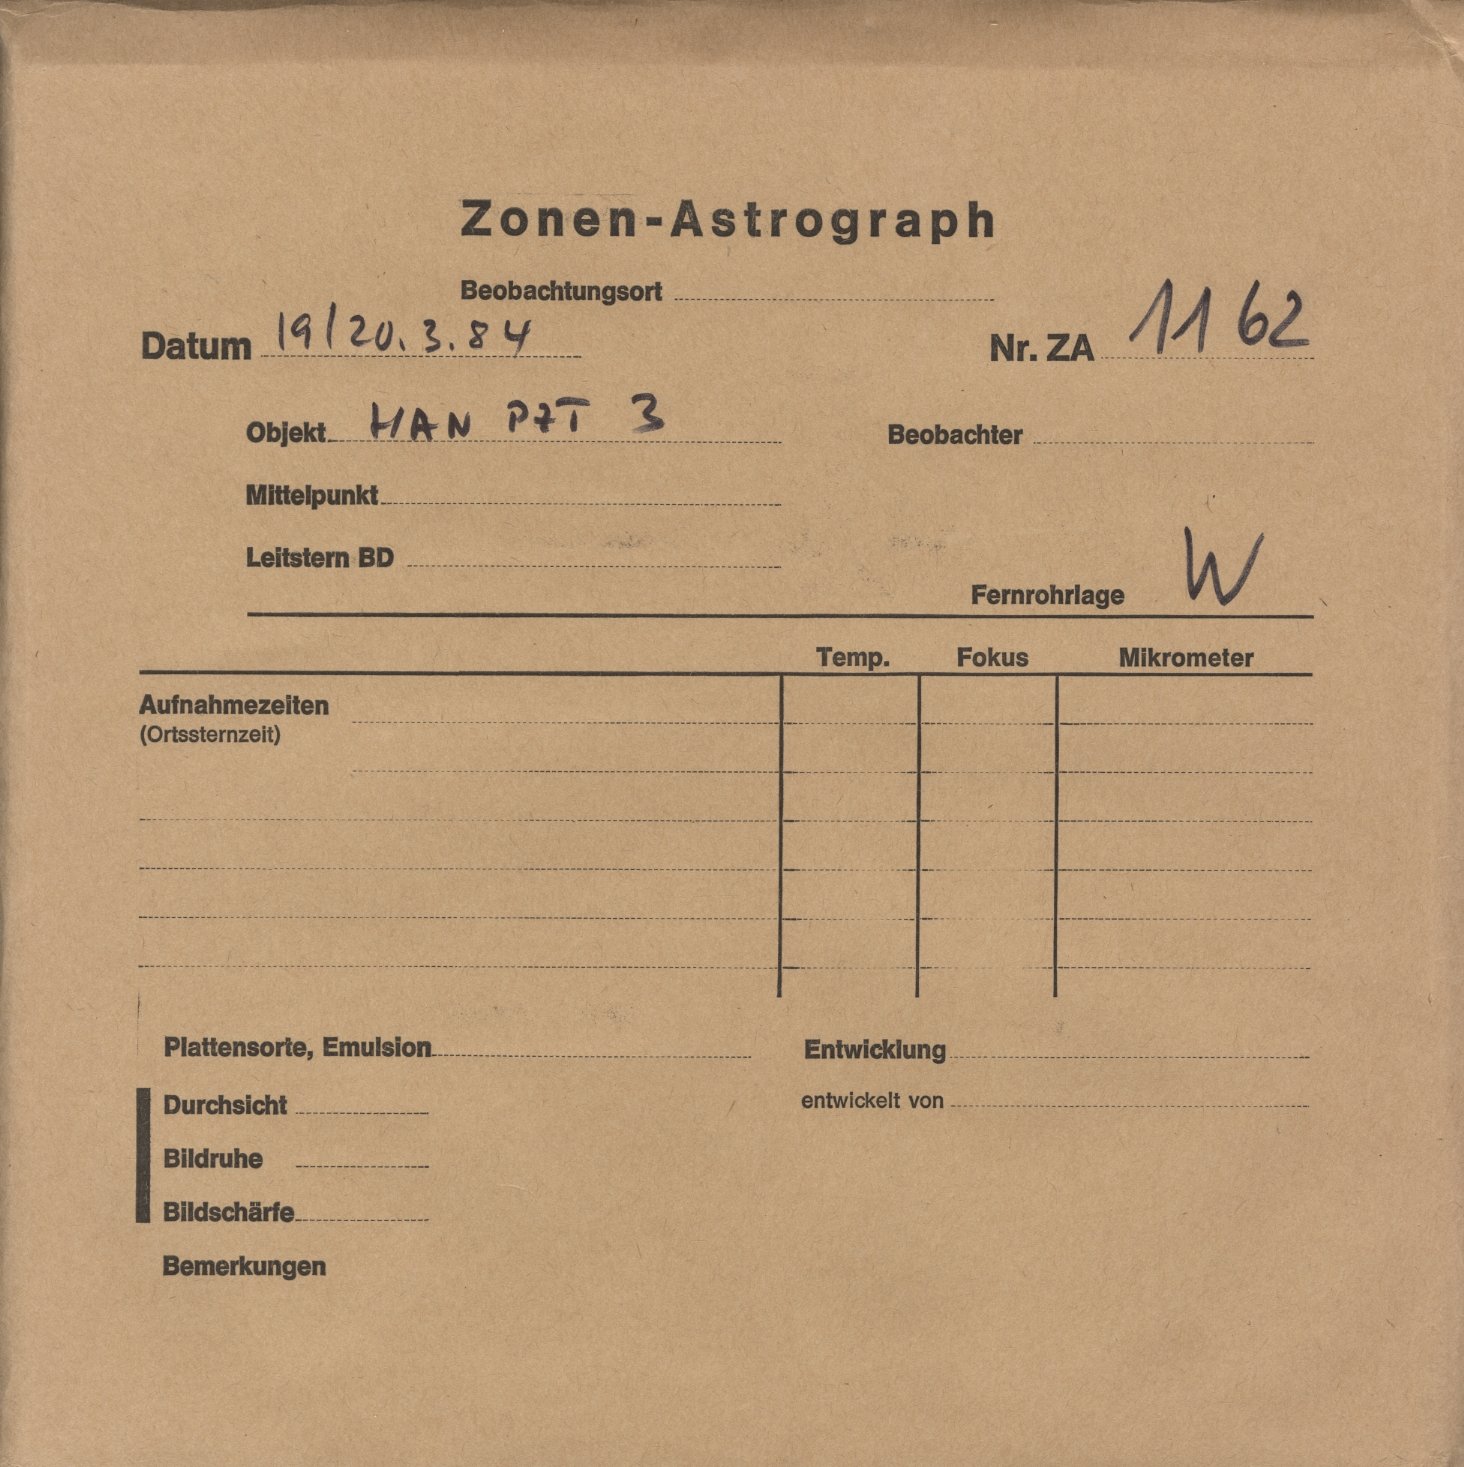 Zonen-Astrograph
Beobachtungsort
Datum 19/20.3.84 Nr. ZA 1162
Objekt HAN PZT 3 Beobachter
Mittelpunkt
Leitstern BD
Fernrohrlage W
Temp. Fokus Mikrometer
Aufnahmezeiten
(Ortssternzeit)
Plattensorte, Emulsion Entwicklung
Durchsicht entwickelt von
Bildruhe
Bildschärfe
Bemerkungen